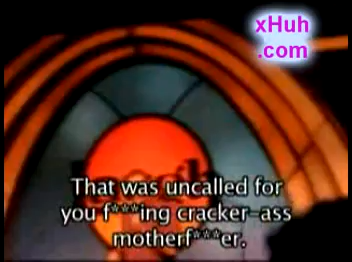 xHuh
.com
That was uncalled for
you f***ing cracker-ass
motherf***er.